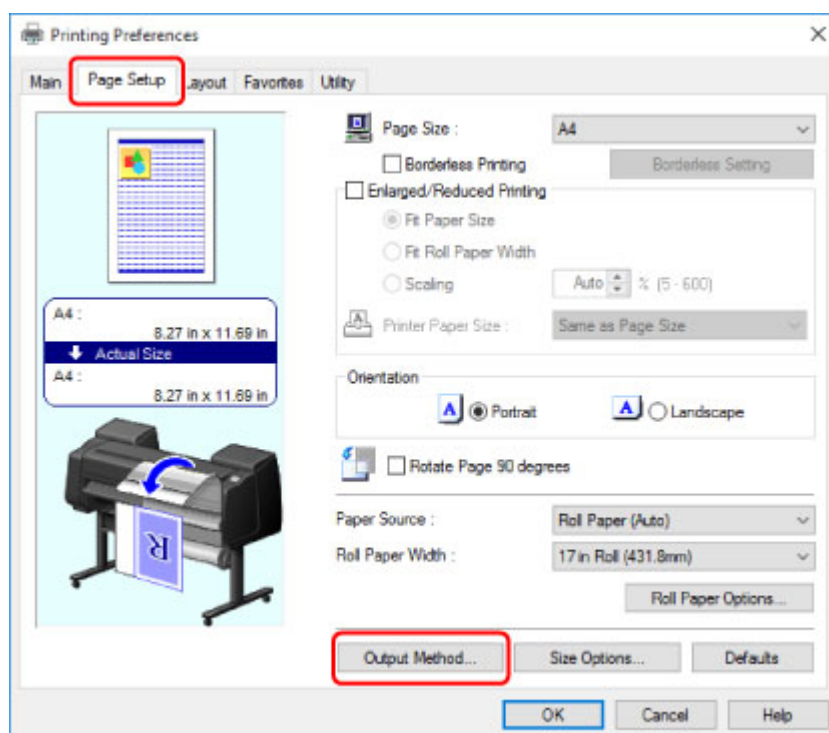 Printing Preferences
Main Page Setup Layout Favorites Utility
Page Size : A4
Borderless Printing Borderless Setting
Enlarged/Reduced Printing
Fit Paper Size
Fit Roll Paper Width
Scaling Auto % (5 - 600)
Printer Paper Size : Same as Page Size
A4 :
8.27 in x 11.69 in
Actual Size
A4 :
8.27 in x 11.69 in
R
Orientation
A Portrait A Landscape
Rotate Page 90 degrees
Paper Source : Roll Paper (Auto)
Roll Paper Width : 17 in Roll (431.8mm)
Roll Paper Options...
Output Method... Size Options... Defaults
OK Cancel Help